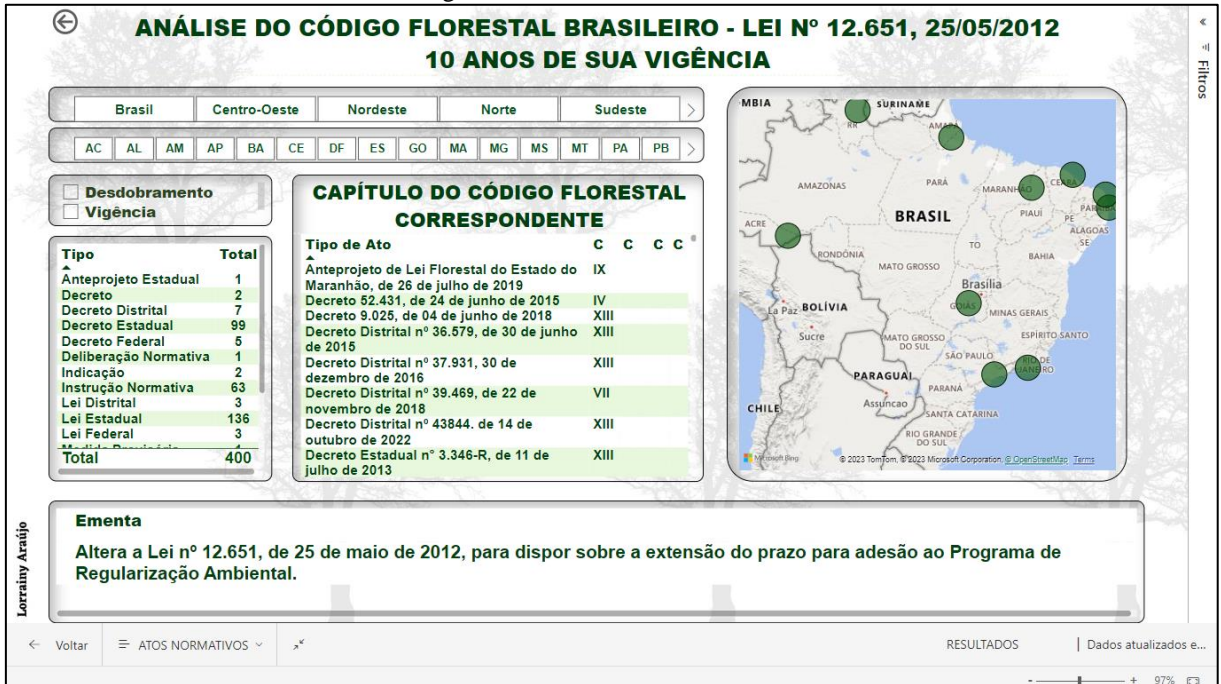 ANÁLISE DO CÓDIGO FLORESTAL BRASILEIRO - LEI Nº 12.651, 25/05/2012
10 ANOS DE SUA VIGÊNCIA
Filtros
Brasil Centro-Oeste Nordeste Norte Sudeste
AC AL AM AP BA CE DF ES GO MA MG MS MT PA PB
Desdobramento
Vigência
Tipo Total
Anteprojeto Estadual 1
Decreto 2
Decreto Distrital 7
Decreto Estadual 99
Decreto Federal 5
Deliberação Normativa 1
Indicação 2
Instrução Normativa 63
Lei Distrital 3
Lei Estadual 136
Lei Federal 3
Total 400
CAPÍTULO DO CÓDIGO FLORESTAL
CORRESPONDENTE
Tipo de Ato C C C C
Anteprojeto de Lei Florestal do Estado do IX
Maranhão, de 26 de julho de 2019
Decreto 52.431, de 24 de junho de 2015 IV
Decreto 9.025, de 04 de junho de 2018 XIII
Decreto Distrital nº 36.579, de 30 de junho XIII
de 2015
Decreto Distrital nº 37.931, 30 de XIII
dezembro de 2016
Decreto Distrital nº 39.469, de 22 de VII
novembro de 2018
Decreto Distrital nº 43844. de 14 de XIII
outubro de 2022
Decreto Estadual n° 3.346-R, de 11 de XIII
julho de 2013
MBIA SURINAME
RR
AMAZONAS PARÁ MARANHÃO CEARÁ
BRASIL PIAUÍ PE
ACRE ALAGOAS
SE
RONDÔNIA TO BAHIA
MATO GROSSO
Brasília
La Paz BOLÍVIA GOIÁS MINAS GERAIS
Sucre MATO GROSSO ESPÍRITO SANTO
DO SUL
SÃO PAULO RIO DE
JANEIRO
PARAGUAI
PARANÁ
CHILE Assuncao
SANTA CATARINA
RIO GRANDE
DO SUL
Microsoft Bing © 2023 TomTom, © 2023 Microsoft Corporation, © OpenStreetMap Terms
Ementa
Altera a Lei nº 12.651, de 25 de maio de 2012, para dispor sobre a extensão do prazo para adesão ao Programa de
Regularização Ambiental.
Lorrainy Araújo
Voltar ATOS NORMATIVOS RESULTADOS Dados atualizados e...
97%